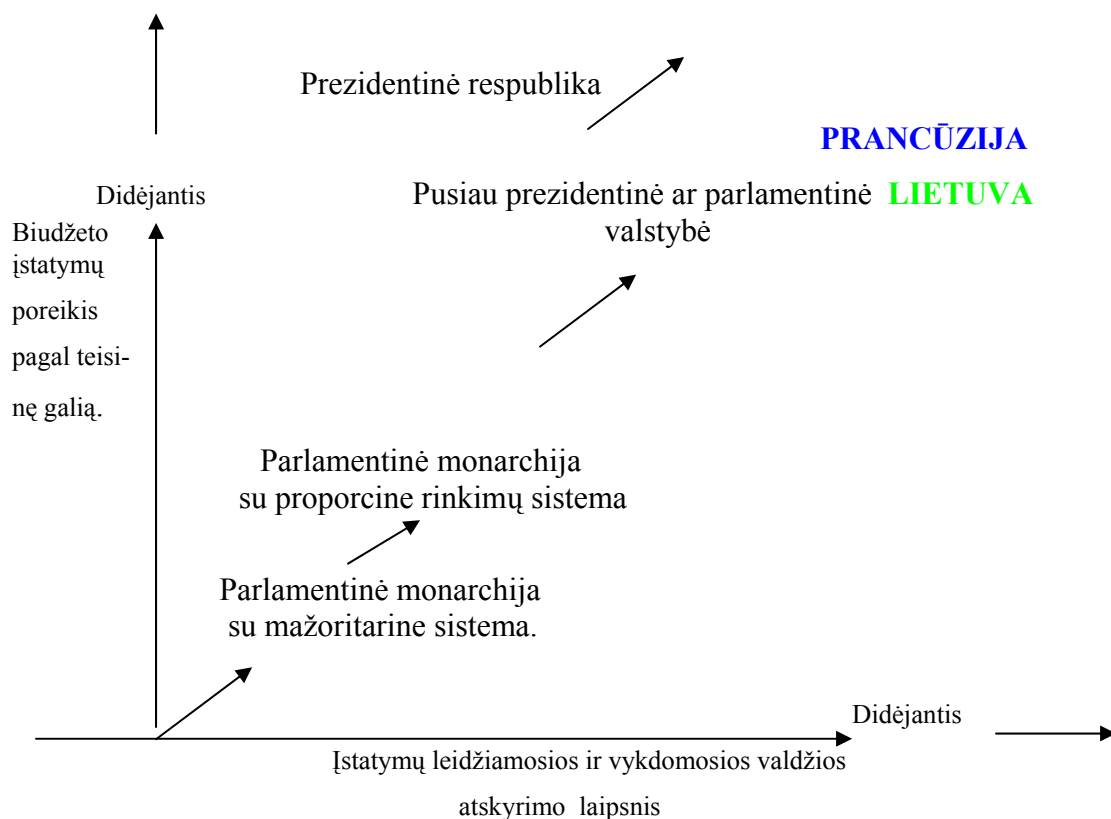 Prezidentinė respublika
PRANCŪZIJA
Didėjantis
Pusiau prezidentinė ar parlamentinė LIETUVA
valstybė
Biudžeto
įstatymų
poreikis
pagal teisi-
nę galią.
Parlamentinė monarchija
su proporcine rinkimų sistema
Parlamentinė monarchija
su mažoritarine sistema.
Didėjantis
Įstatymų leidžiamosios ir vykdomosios valdžios
atskyrimo laipsnis